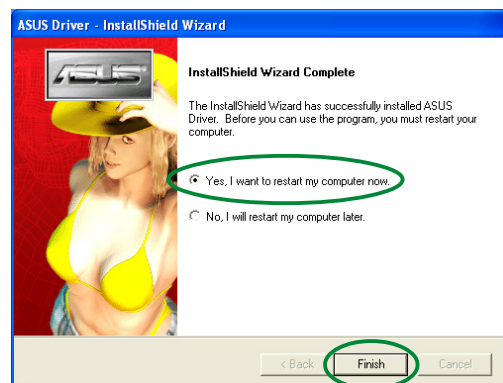 ASUS Driver - InstallShield Wizard
ASUS
InstallShield Wizard Complete
The InstallShield Wizard has successfully installed ASUS
Driver. Before you can use the program, you must restart your
computer.
Yes, I want to restart my computer now.
No, I will restart my computer later.
< Back
Finish
Cancel